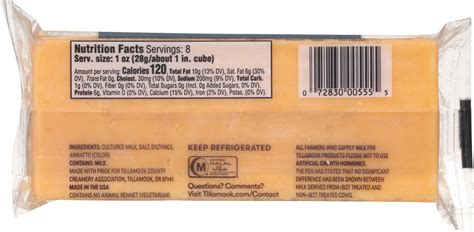 Nutrition Facts Servings: 8
Serv. size: 1 oz (28g/about 1 in. cube)
Amount per serving: Calories 120, Total Fat 10g (13% DV), Sat. Fat 6g (30%
DV), Trans Fat 0g, Cholest. 30mg (10% DV), Sodium 200mg (9% DV), Total Carb.
1g (0% DV), Fiber 0g (0% DV), Total Sugars 0g (Incl. 0g Added Sugars, 0% DV),
Protein 6g, Vitamin D (0% DV), Calcium (15% DV), Iron (0% DV), Potas. (0% DV).
0 72830 00555 5
INGREDIENTS: CULTURED MILK, SALT, ENZYMES,
ANNATTO (COLOR)
CONTAINS: MILK.
MADE WITH PRIDE FOR TILLAMOOK COUNTY
CREAMERY ASSOCIATION, TILLAMOOK, OR 97141
MADE IN THE USA
CONTAINS NO ANIMAL RENNET (VEGETARIAN)
KEEP REFRIGERATED
M
CERTIFIED
HALAL
Questions? Comments?
Visit Tillamook.com/Contact
ALL FARMERS WHO SUPPLY MILK FOR
TILLAMOOK PRODUCTS PLEDGE NOT TO USE
ARTIFICIAL GROWTH HORMONES.
THE FDA HAS STATED THAT NO SIGNIFICANT
DIFFERENCE HAS BEEN SHOWN BETWEEN
MILK DERIVED FROM rBST TREATED AND
NON-rBST TREATED COWS.